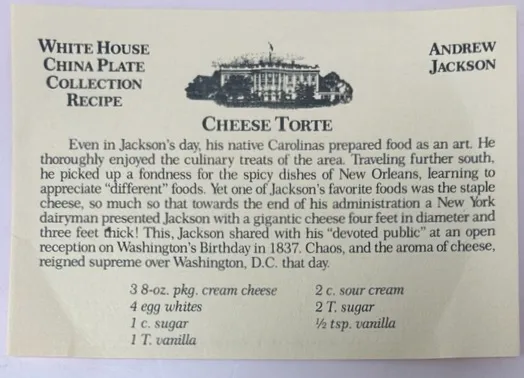 WHITE HOUSE
CHINA PLATE
COLLECTION
RECIPE
ANDREW
JACKSON
CHEESE TORTE
Even in Jackson's day, his native Carolinas prepared food as an art. He
thoroughly enjoyed the culinary treats of the area. Traveling further south,
he picked up a fondness for the spicy dishes of New Orleans, learning to
appreciate "different" foods. Yet one of Jackson's favorite foods was the staple
cheese, so much so that towards the end of his administration a New York
dairyman presented Jackson with a gigantic cheese four feet in diameter and
three feet thick! This, Jackson shared with his "devoted public" at an open
reception on Washington's Birthday in 1837. Chaos, and the aroma of cheese,
reigned supreme over Washington, D.C. that day.
3 8-oz. pkg. cream cheese
4 egg whites
1 c. sugar
1 T. vanilla
2 c. sour cream
2 T. sugar
½ tsp. vanilla